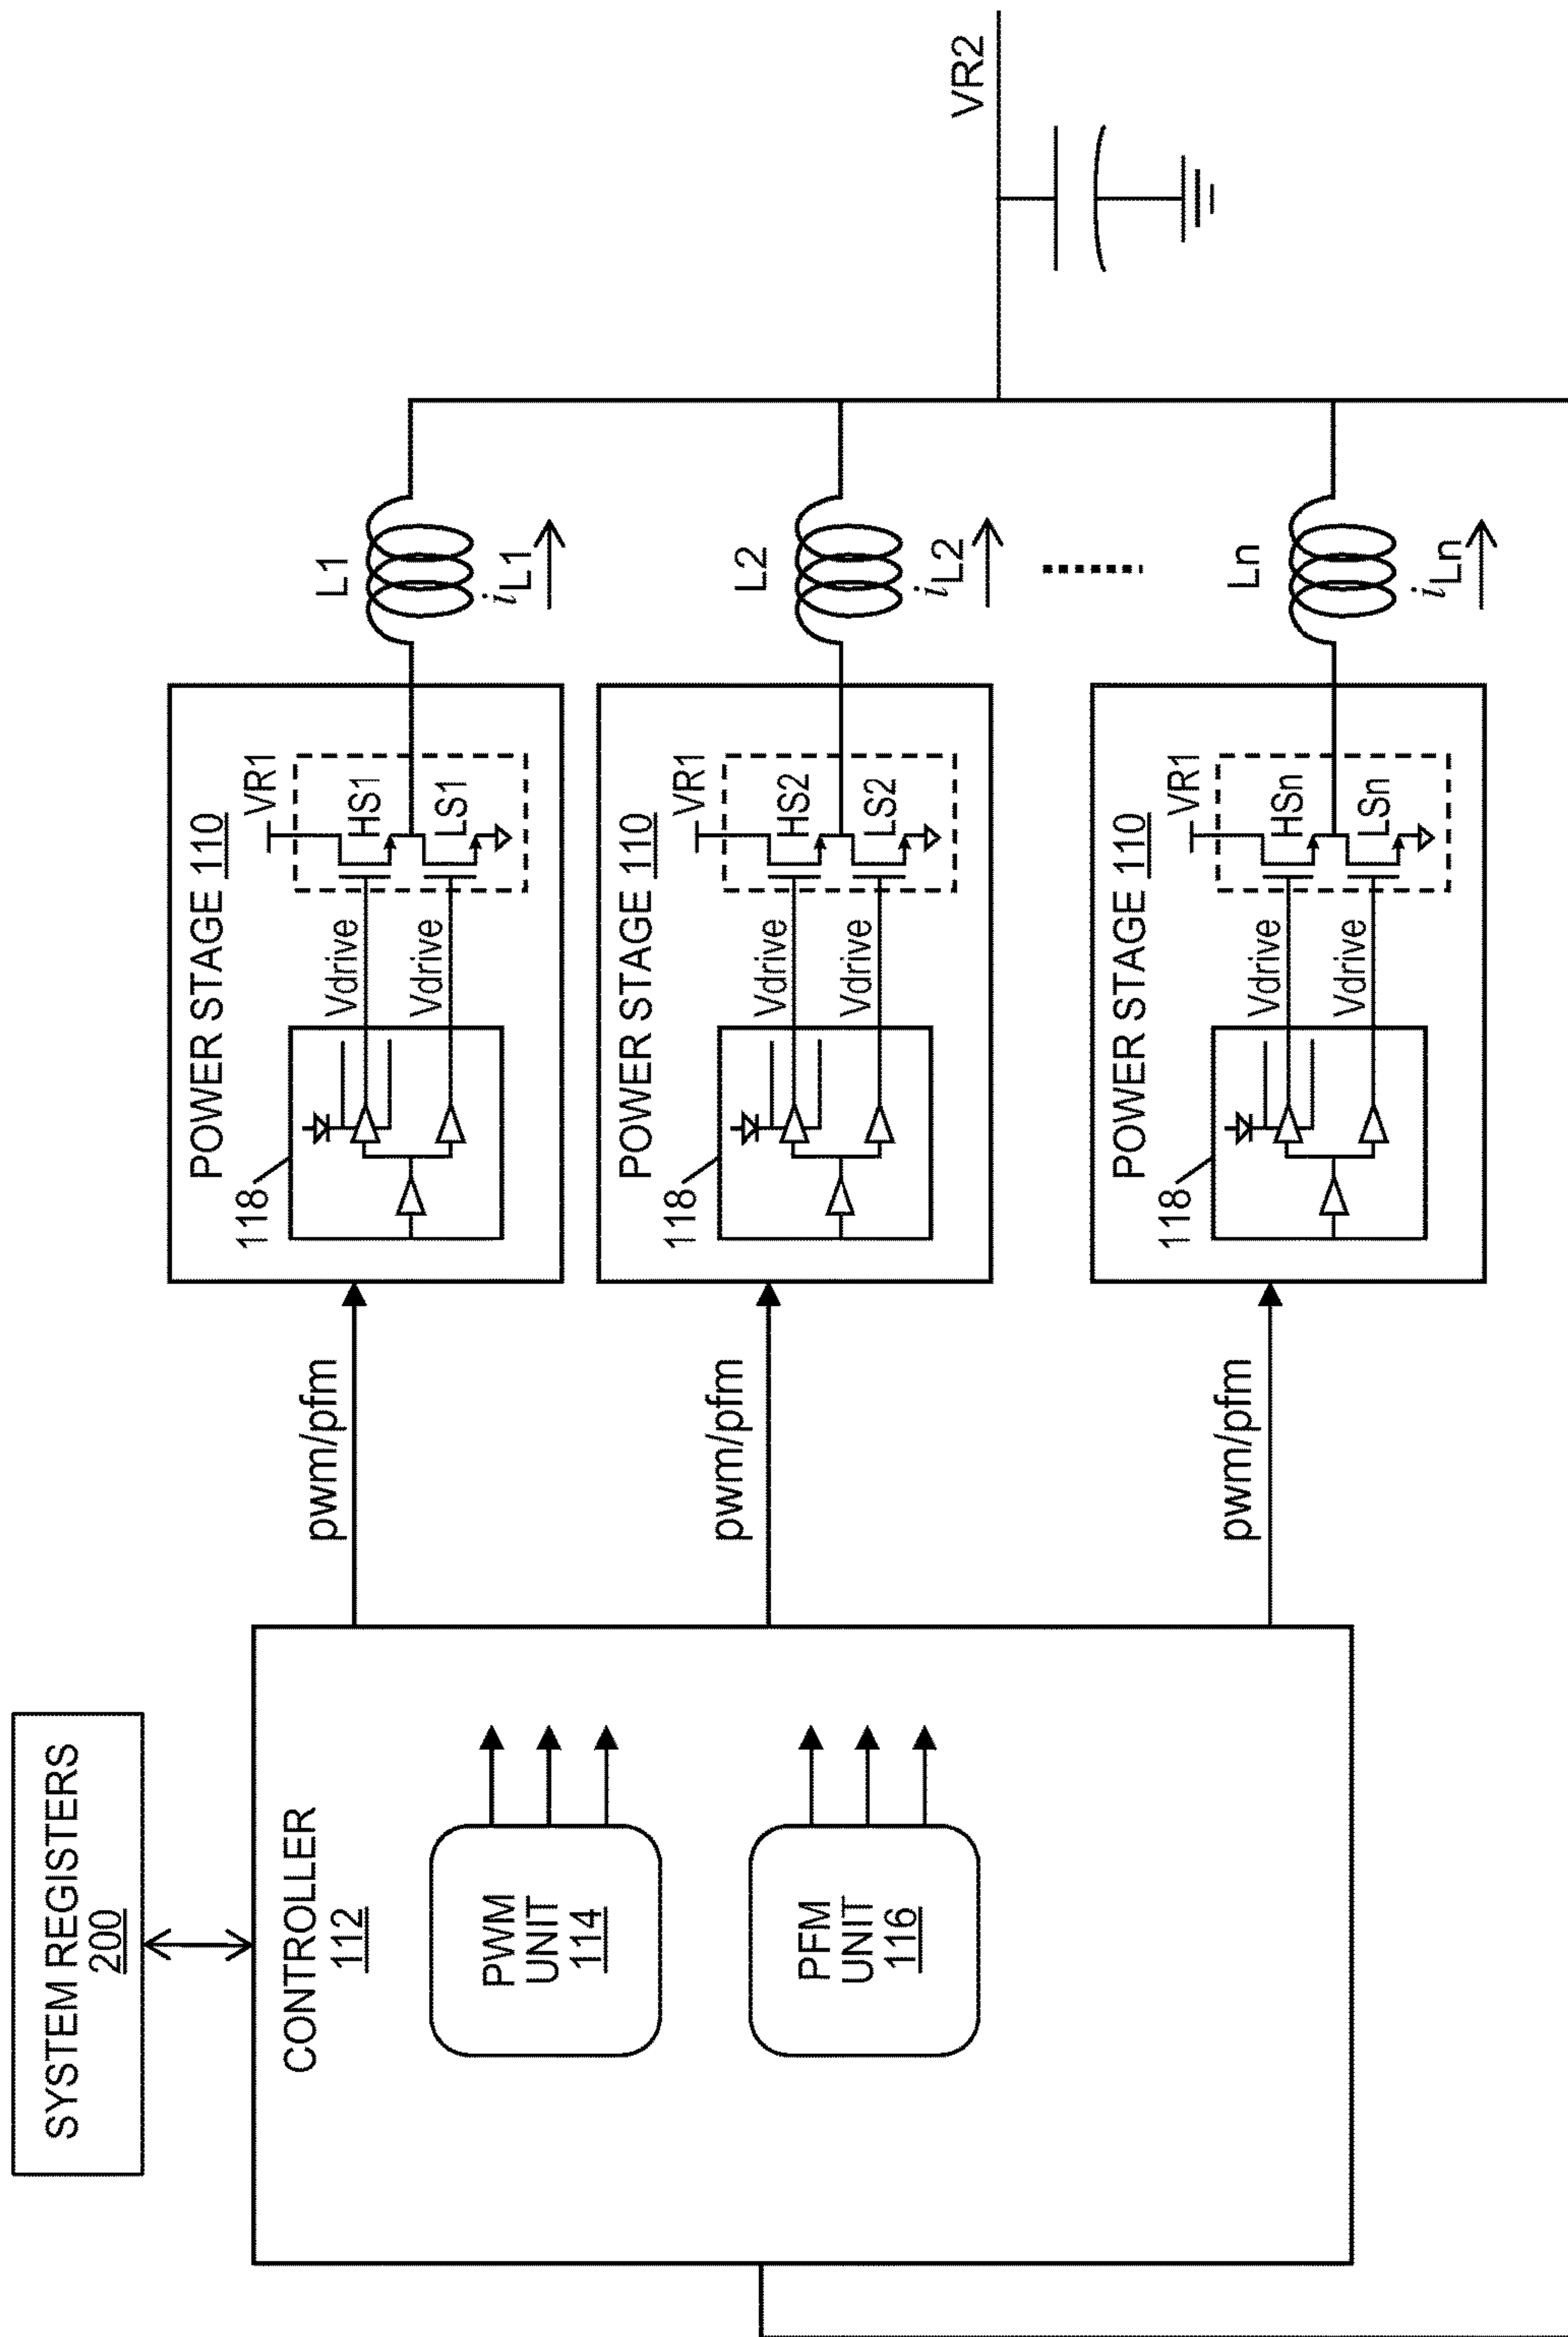 SYSTEM REGISTERS
200
CONTROLLER
112
PWM
UNIT
114
PFM
UNIT
116
pwm/pfm
pwm/pfm
pwm/pfm
POWER STAGE 110
118
Vdrive
Vdrive
VR1
HS1
LS1
L1
iL1
POWER STAGE 110
118
Vdrive
Vdrive
VR1
HS2
LS2
L2
iL2
POWER STAGE 110
118
Vdrive
Vdrive
VR1
HSn
LSn
Ln
iLn
VR2